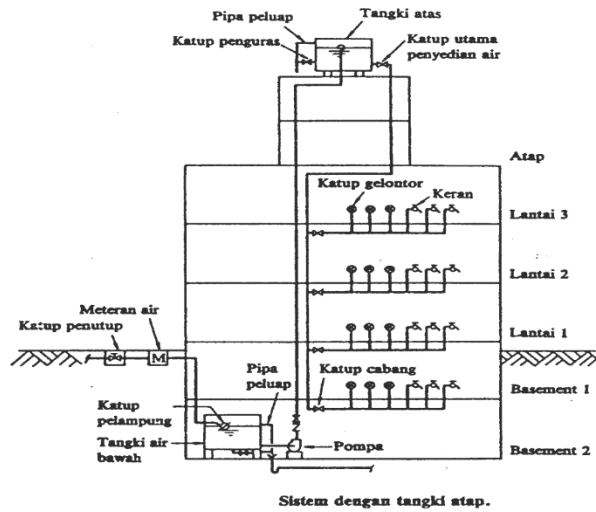 Pipa peluap
Tangki atas
Katup penguras
Katup utama
penyedian air
Atap
Katup gelontor
Keran
Lantai 3
Lantai 2
Meteran air
Katup penutup
Lantai 1
M
Pipa
peluap
Katup cabang
Basement 1
Katup
pelampung
Tangki air
bawah
Pompa
Basement 2
Sistem dengan tangki atap.